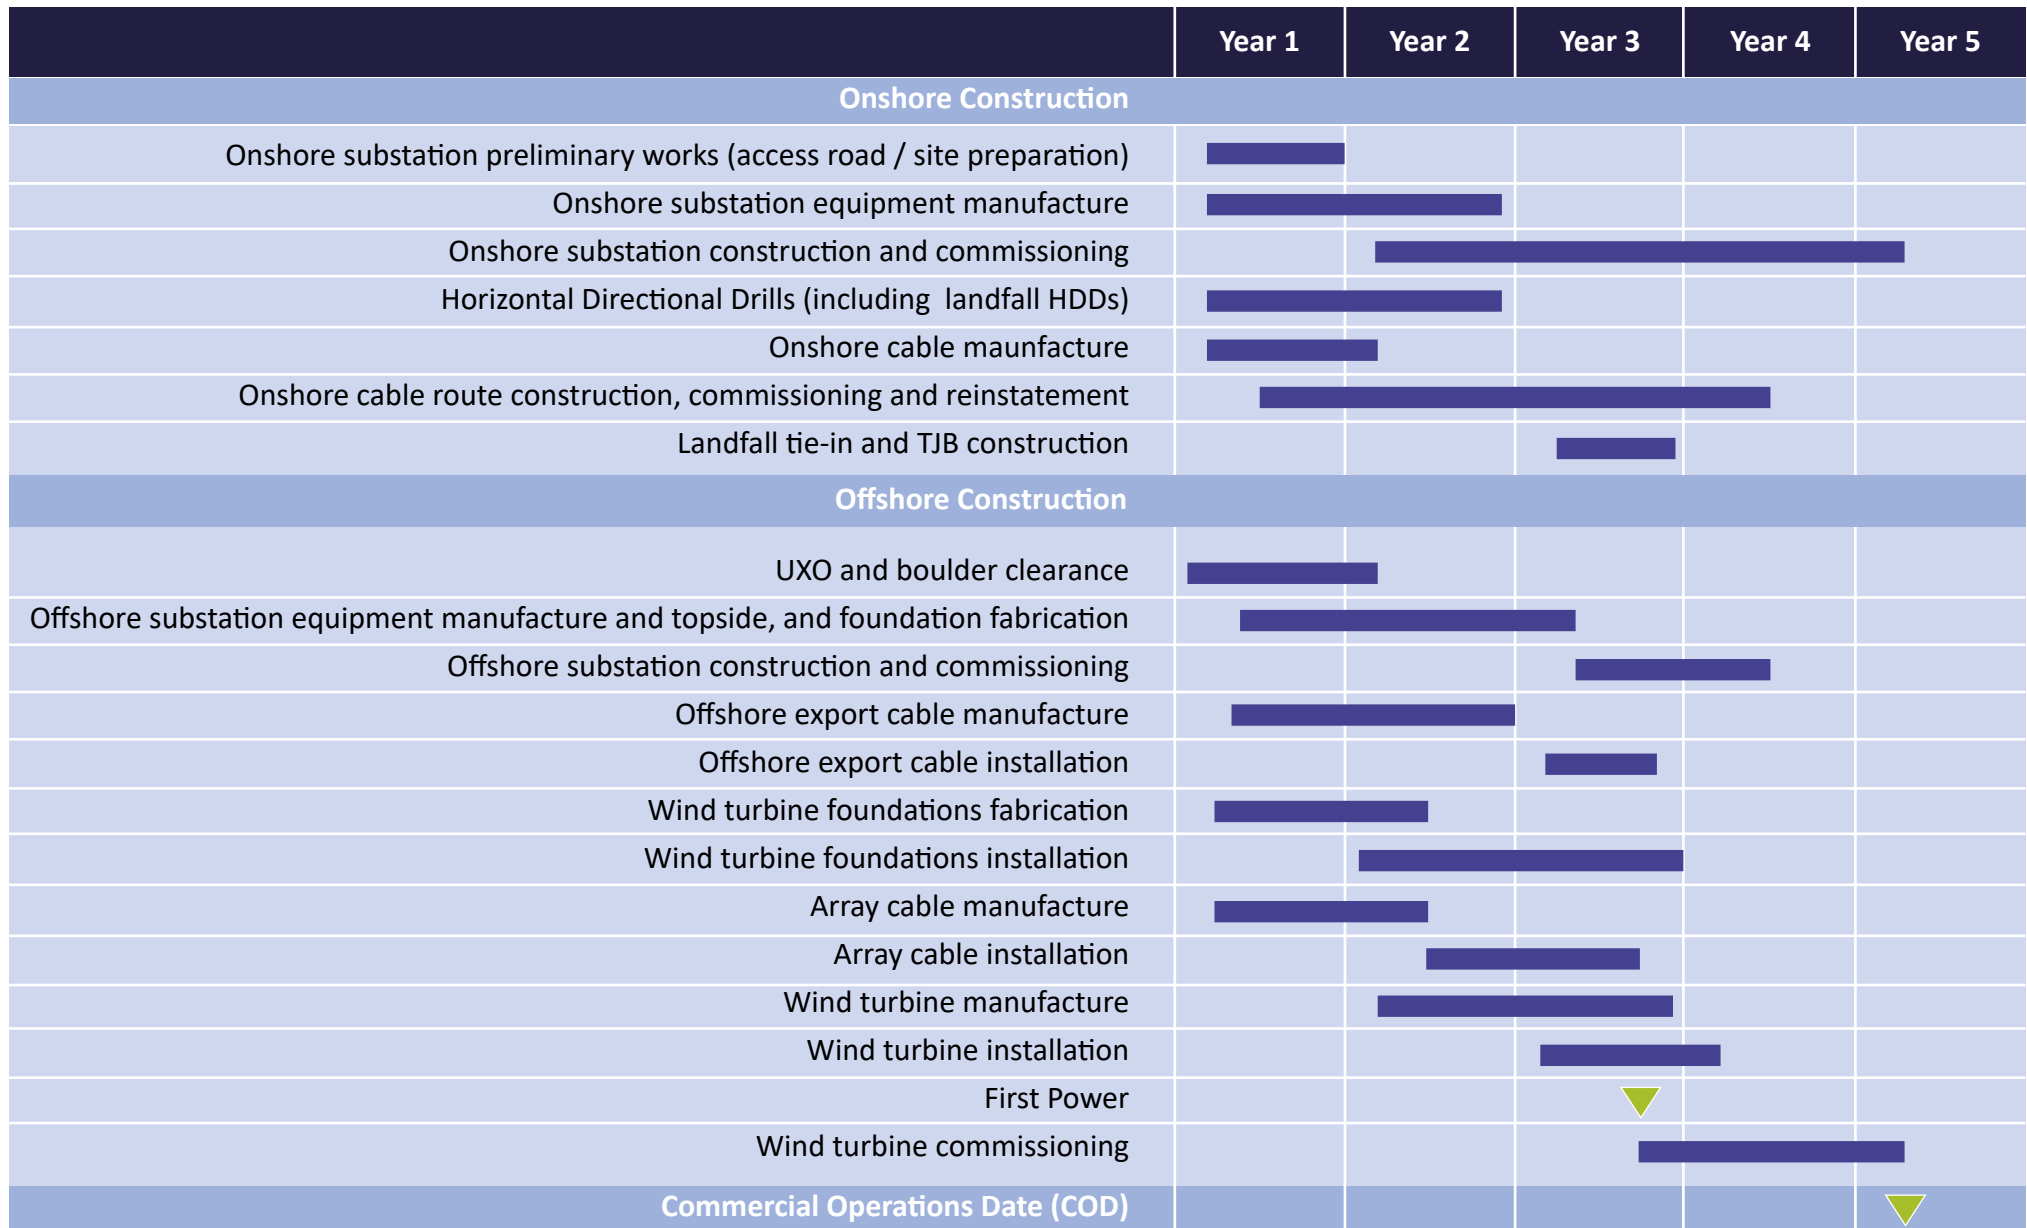 Year 1 Year 2 Year 3 Year 4 Year 5
Onshore Construction
Onshore substation preliminary works (access road / site preparation)
Onshore substation equipment manufacture
Onshore substation construction and commissioning
Horizontal Directional Drills (including landfall HDDs)
Onshore cable maunfacture
Onshore cable route construction, commissioning and reinstatement
Landfall tie-in and TJB construction
Offshore Construction
UXO and boulder clearance
Offshore substation equipment manufacture and topside, and foundation fabrication
Offshore substation construction and commissioning
Offshore export cable manufacture
Offshore export cable installation
Wind turbine foundations fabrication
Wind turbine foundations installation
Array cable manufacture
Array cable installation
Wind turbine manufacture
Wind turbine installation
First Power
Wind turbine commissioning
Commercial Operations Date (COD)